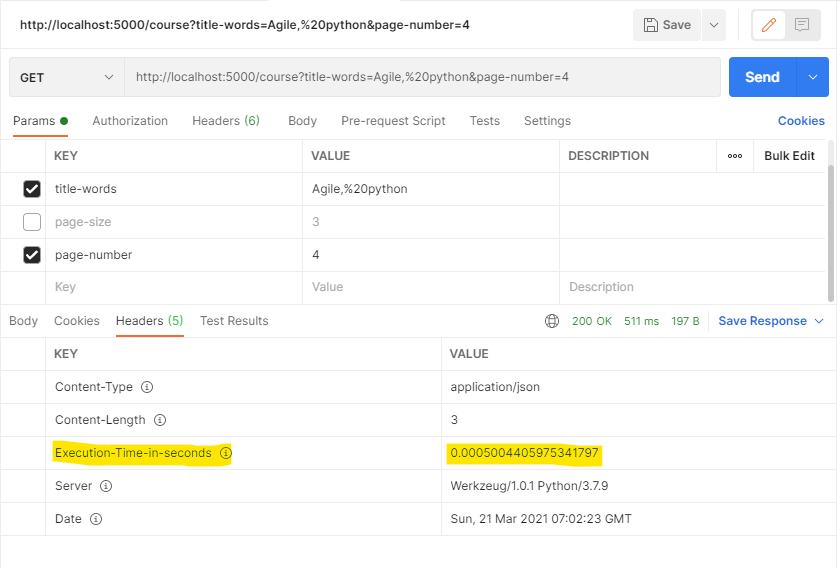 http://localhost:5000/course?title-words=Agile,%20python&page-number=4 Save
GET http://localhost:5000/course?title-words=Agile,%20python&page-number=4 Send
Params Authorization Headers (6) Body Pre-request Script Tests Settings Cookies
KEY VALUE DESCRIPTION Bulk Edit
title-words Agile,%20python
page-size 3
page-number 4
Key Value Description
Body Cookies Headers (5) Test Results 200 OK 511 ms 197 B Save Response
KEY VALUE
Content-Type application/json
Content-Length 3
Execution-Time-in-seconds 0.0005004405975341797
Server Werkzeug/1.0.1 Python/3.7.9
Date Sun, 21 Mar 2021 07:02:23 GMT